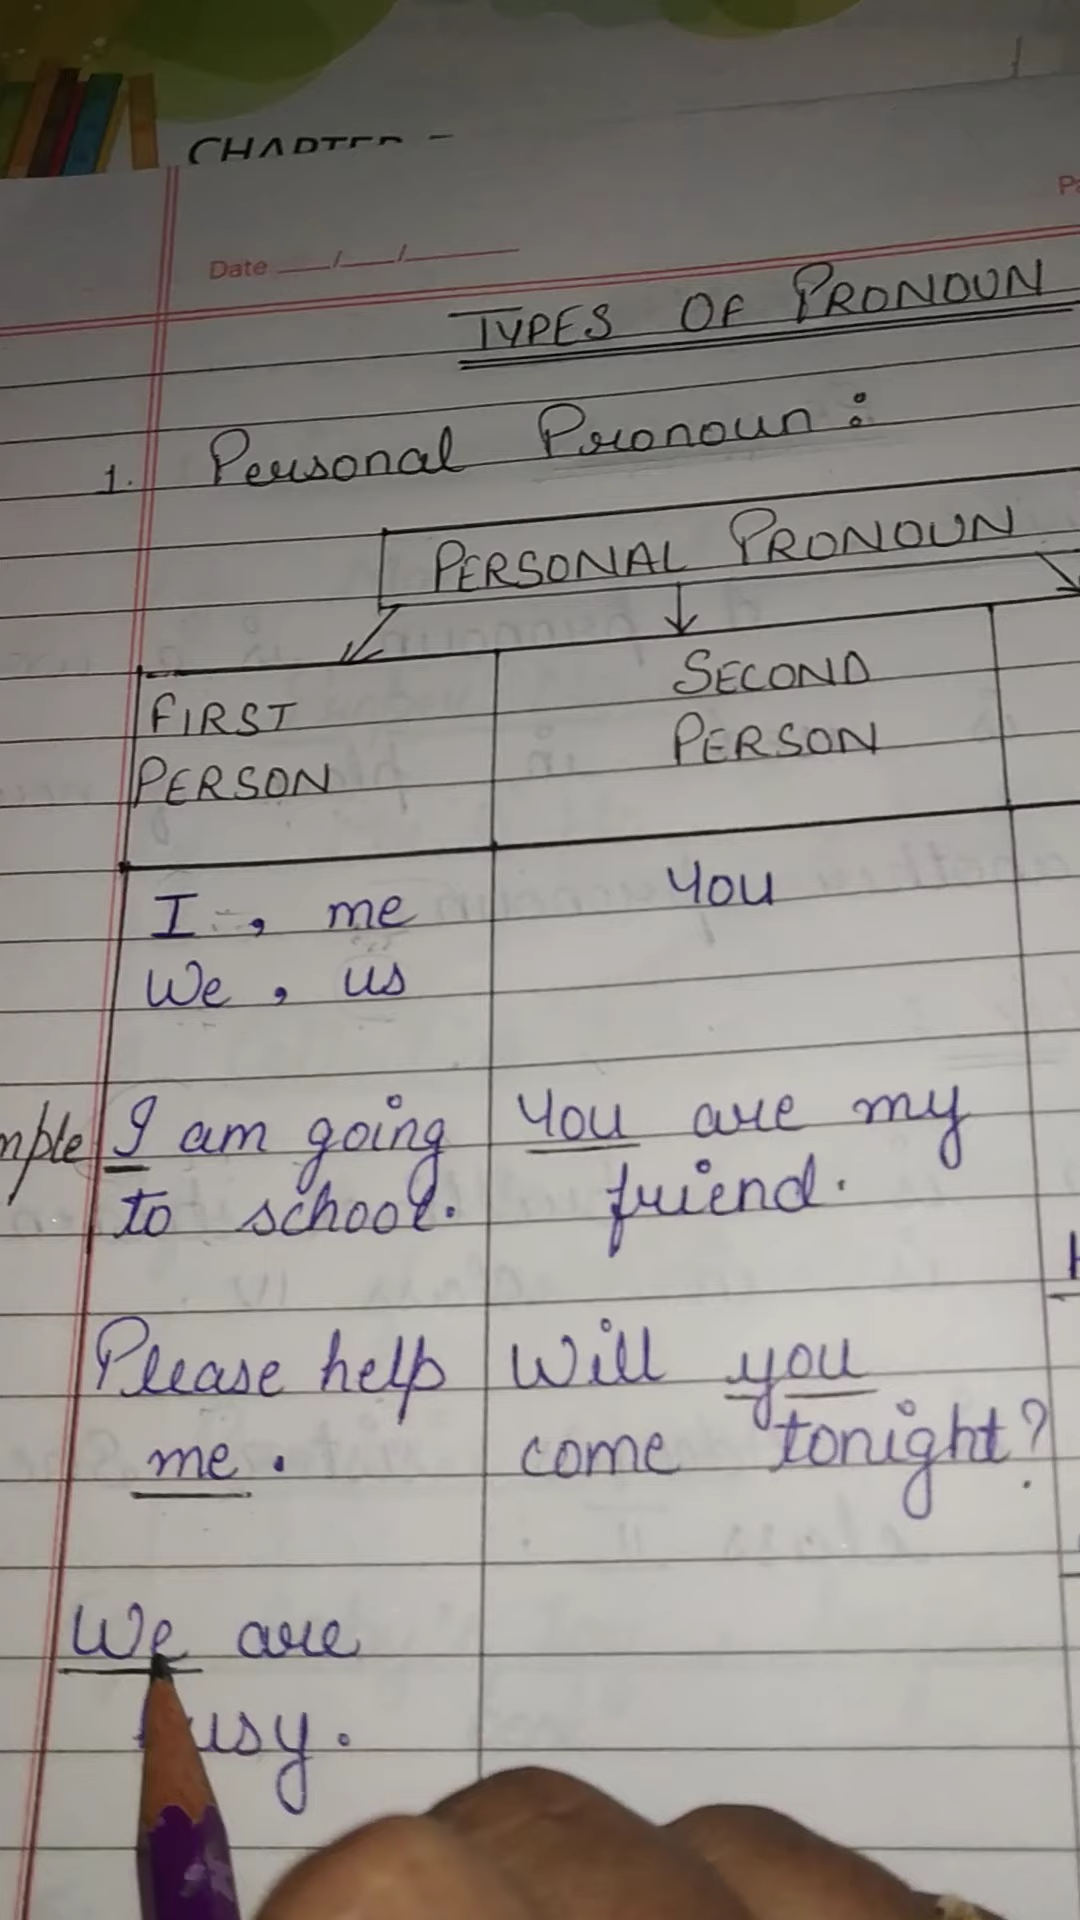 Date
TYPES OF PRONOUN
1. Personal Pronoun :
PERSONAL PRONOUN
FIRST
PERSON
SECOND
PERSON
I , me
We , us
You
I am going
to school.
You are my
friend.
Please help
me.
Will you
come tonight?
We are
busy.